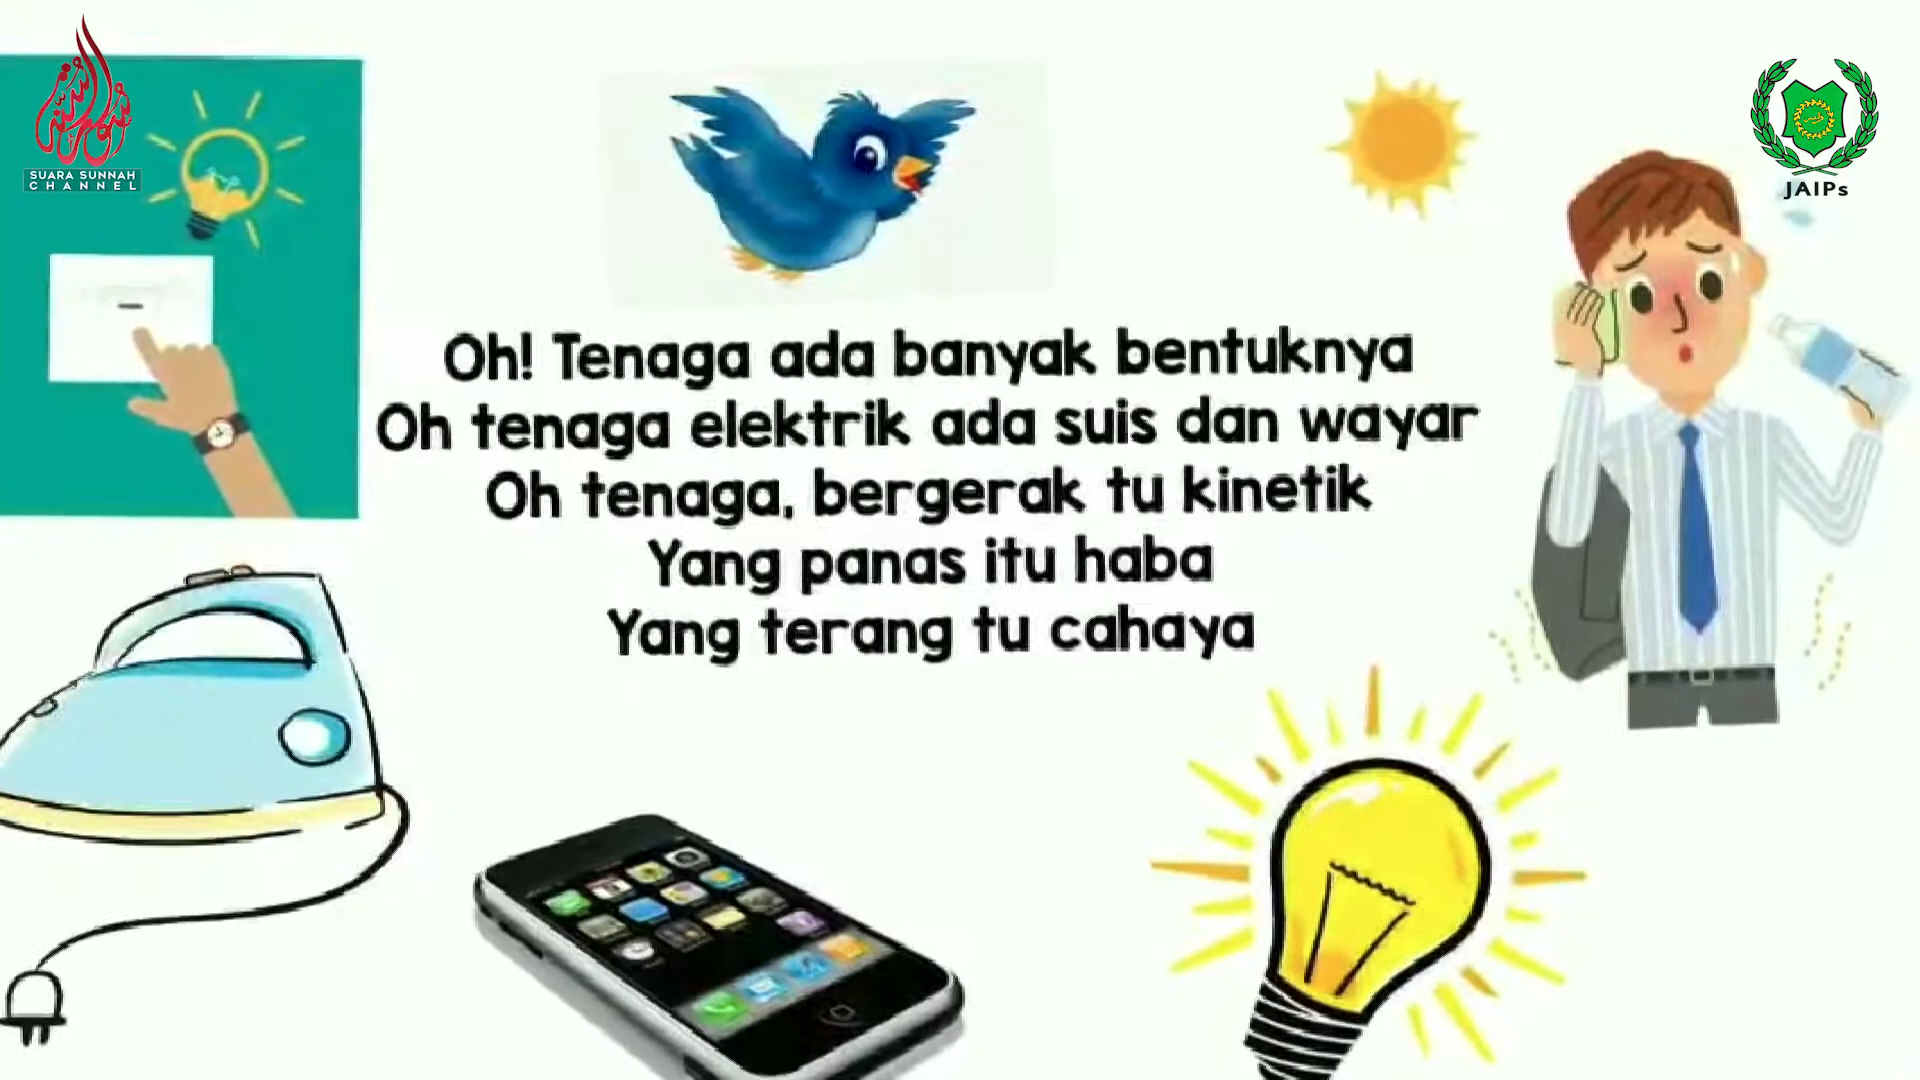 SUARA SUNNAH
CHANNEL
JAIPs
Oh! Tenaga ada banyak bentuknya
Oh tenaga elektrik ada suis dan wayar
Oh tenaga, bergerak tu kinetik
Yang panas itu haba
Yang terang tu cahaya